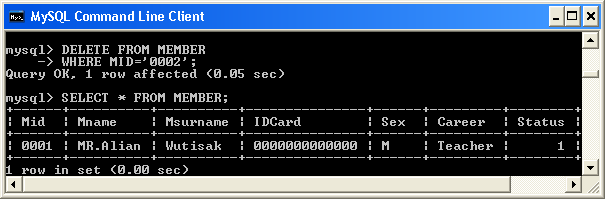 MySQL Command Line Client
mysql> DELETE FROM MEMBER
-> WHERE MID='0002';
Query OK, 1 row affected (0.05 sec)
mysql> SELECT * FROM MEMBER;
+------+----------+----------+---------------+-----+---------+--------+
| Mid | Mname | Msurname | IDCard | Sex | Career | Status |
+------+----------+----------+---------------+-----+---------+--------+
| 0001 | MR.Alian | Wutisak | 0000000000000 | M | Teacher | 1 |
+------+----------+----------+---------------+-----+---------+--------+
1 row in set (0.00 sec)